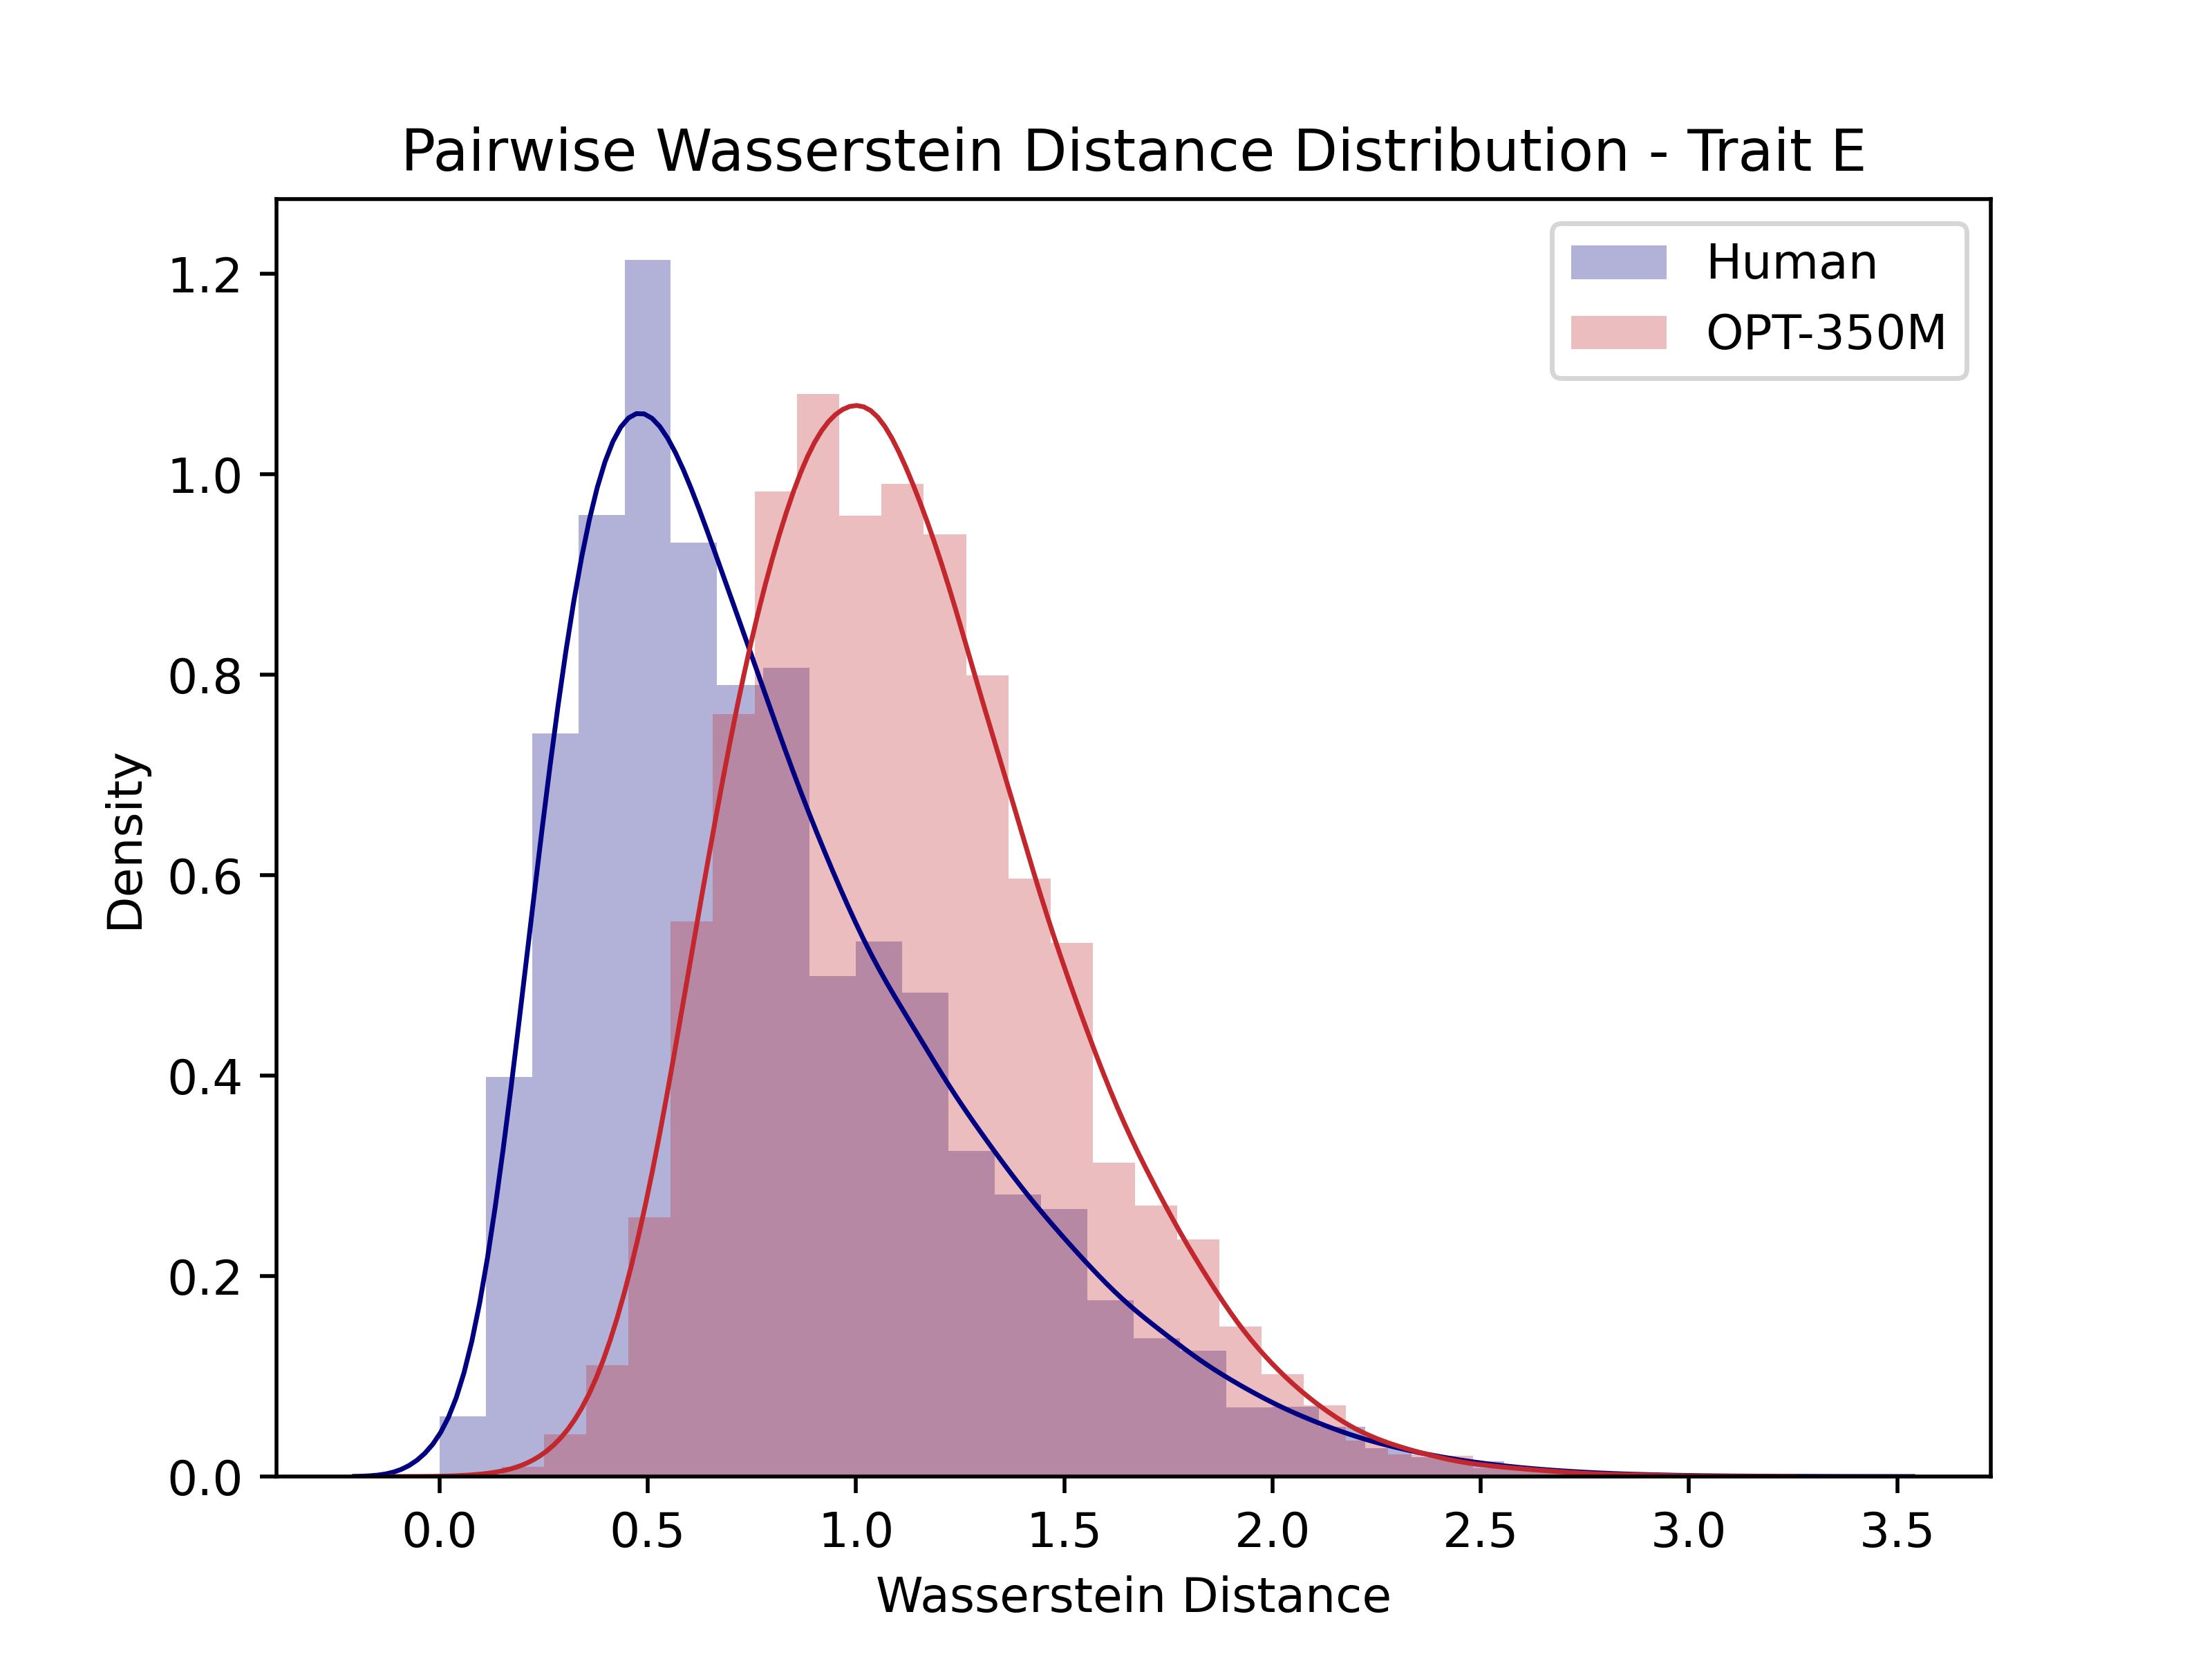 Pairwise Wasserstein Distance Distribution - Trait E
Human
OPT-350M
Density
1.2
1.0
0.8
0.6
0.4
0.2
0.0
0.0 0.5 1.0 1.5 2.0 2.5 3.0 3.5
Wasserstein Distance